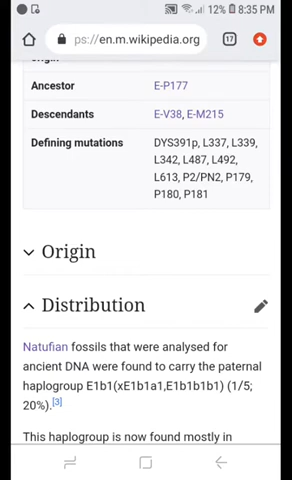 12% 8:35 PM
ps://en.m.wikipedia.org
17
origin
Ancestor E-P177
Descendants E-V38, E-M215
Defining mutations DYS391p, L337, L339,
L342, L487, L492,
L613, P2/PN2, P179,
P180, P181
Origin
Distribution
Natufian fossils that were analysed for
ancient DNA were found to carry the paternal
haplogroup E1b1(xE1b1a1,E1b1b1b1) (1/5;
20%).[3]
This haplogroup is now found mostly in